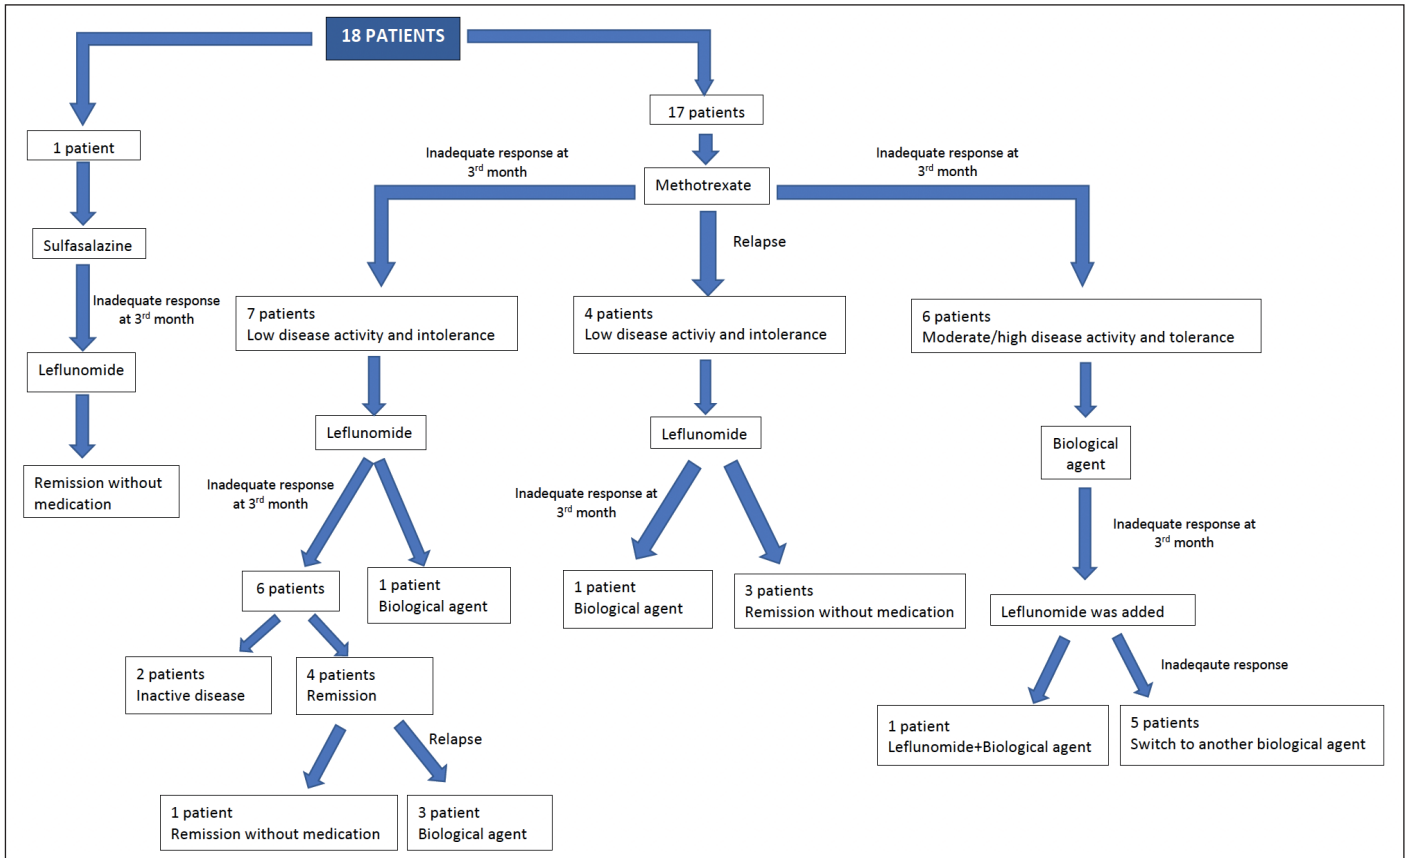 18 PATIENTS
1 patient
Sulfasalazine
Inadequate response
at 3rd month
Leflunomide
Remission without
medication
17 patients
Methotrexate
Inadequate response at
3rd month
7 patients
Low disease activity and intolerance
Leflunomide
Inadequate response
at 3rd month
6 patients
1 patient
Biological agent
2 patients
Inactive disease
4 patients
Remission
Relapse
1 patient
Remission without medication
3 patient
Biological agent
Relapse
4 patients
Low disease activiy and intolerance
Leflunomide
Inadequate response at
3rd month
1 patient
Biological agent
3 patients
Remission without medication
Inadequate response at
3rd month
6 patients
Moderate/high disease activity and tolerance
Biological
agent
Inadequate response at
3rd month
Leflunomide was added
Inadeqaute response
1 patient
Leflunomide+Biological agent
5 patients
Switch to another biological agent